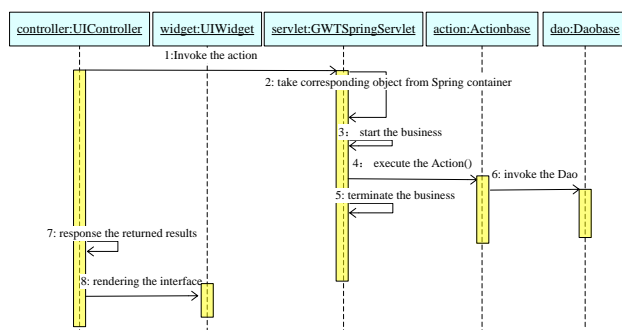 controller:UIController
widget:UIWidget
servlet:GWTSpringServlet
action:Actionbase
dao:Daobase
1:Invoke the action
2: take corresponding object from Spring container
3： start the business
4： execute the Action()
6: invoke the Dao
5: terminate the business
7: response the returned results
8: rendering the interface